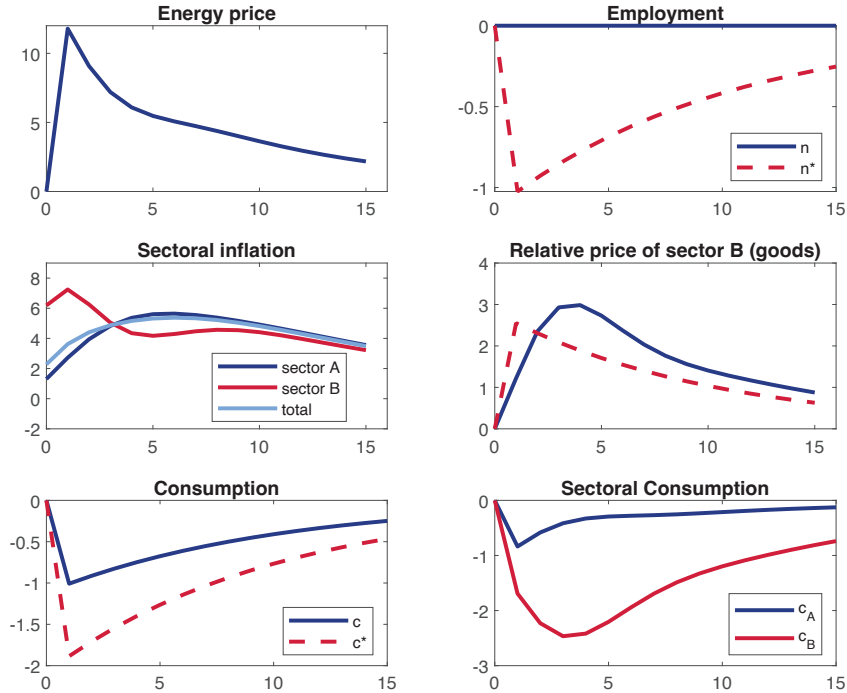 Energy price
10
5
0
0 5 10 15
Employment
0
-0.5
-1
0 5 10 15
n
n*
Sectoral inflation
8
6
4
2
0
-2
0 5 10 15
sector A
sector B
total
Relative price of sector B (goods)
4
3
2
1
0
0 5 10 15
Consumption
0
-0.5
-1
-1.5
-2
0 5 10 15
c
c*
Sectoral Consumption
0
-1
-2
-3
0 5 10 15
c_A
c_B